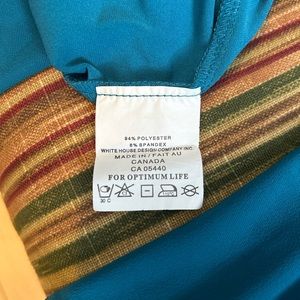 94% POLYESTER
6% SPANDEX
WHITE HOUSE DESIGN COMPANY INC.
MADE IN / FAIT AU
CANADA
CA 05440
FOR OPTIMUM LIFE
30 C